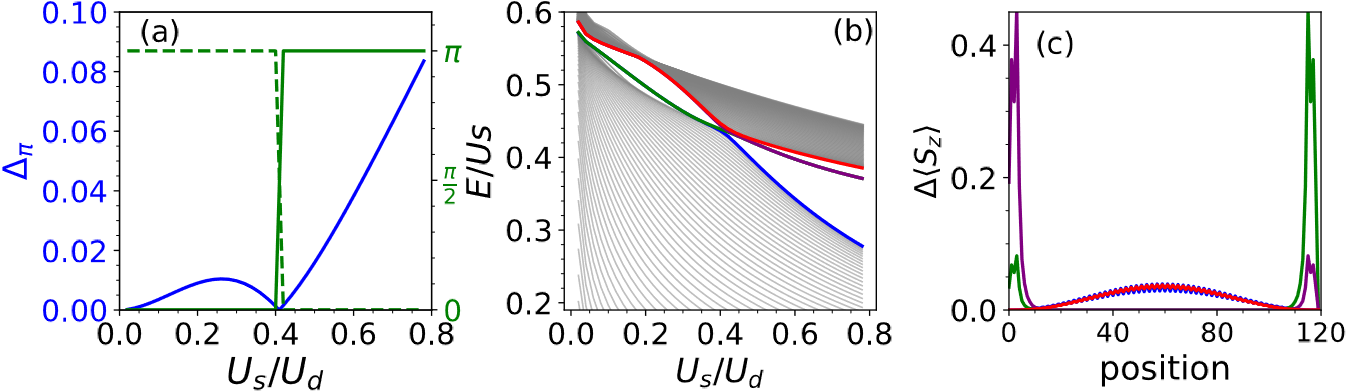 (a)
0.10
0.08
0.06
0.04
0.02
0.00
Δπ
π
π/2
0
0.0 0.2 0.4 0.6 0.8
Us/Ud
(b)
0.6
0.5
0.4
0.3
0.2
E/Us
0.0 0.2 0.4 0.6 0.8
Us/Ud
(c)
0.4
0.2
0.0
Δ⟨Sz⟩
0 40 80 120
position